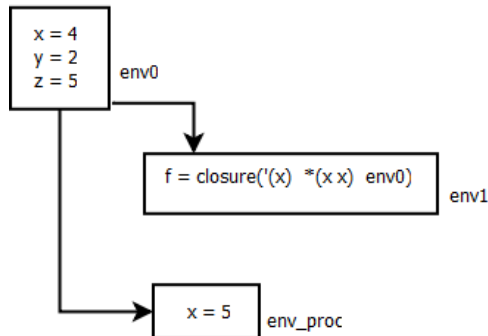 x = 4
y = 2
z = 5
env0
f = closure('(x)  *(x x)  env0)
env1
x = 5
env_proc